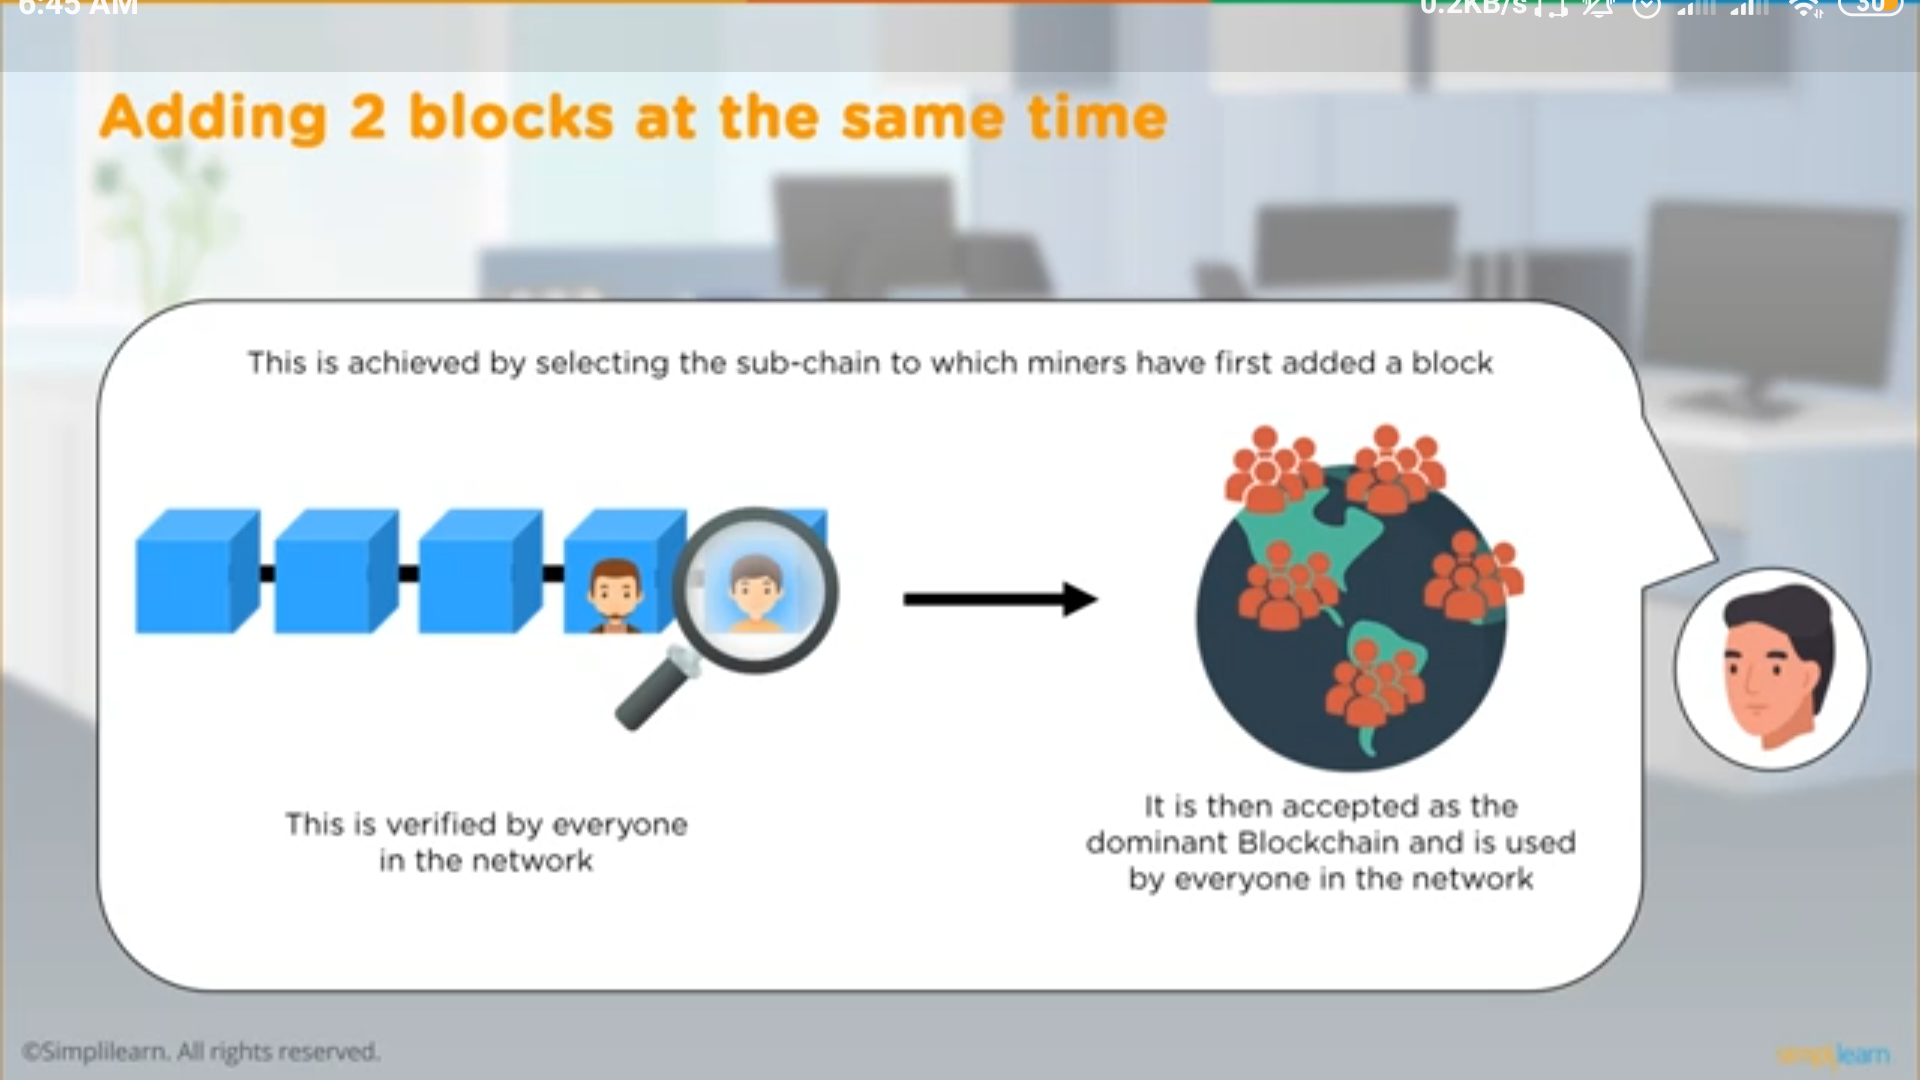 6:45 AM
0.2KB/s
30
Adding 2 blocks at the same time
This is achieved by selecting the sub-chain to which miners have first added a block
This is verified by everyone
in the network
It is then accepted as the
dominant Blockchain and is used
by everyone in the network
©Simplilearn. All rights reserved.
simplilearn